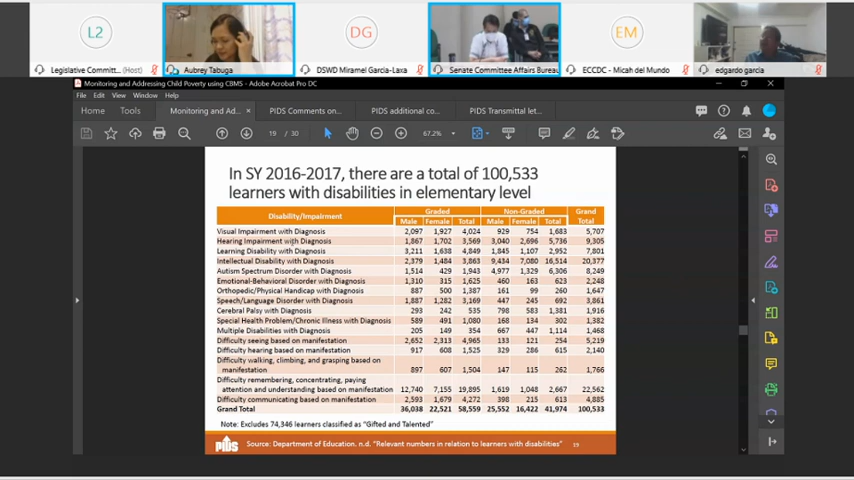 L2
DG
EM
Legislative Committ... (Host)
Aubrey Tabuga
DSWD Miramel Garcia-Laxa
Senate Committee Affairs Bureau
ECCDC - Micah del Mundo
edgardo garcia
Monitoring and Addressing Child Poverty using CBMS - Adobe Acrobat Pro DC
File Edit View Window Help
Home Tools Monitoring and Ad... × PIDS Comments on... PIDS additional co... PIDS Transmittal let...
19 / 30 67.2%
In SY 2016-2017, there are a total of 100,533
learners with disabilities in elementary level
Disability/Impairment Graded Non-Graded Grand Total
Male Female Total Male Female Total
Visual Impairment with Diagnosis 2,097 1,927 4,024 929 754 1,683 5,707
Hearing Impairment with Diagnosis 1,867 1,702 3,569 3,040 2,696 5,736 9,305
Learning Disability with Diagnosis 3,211 1,638 4,849 1,845 1,107 2,952 7,801
Intellectual Disability with Diagnosis 2,379 1,484 3,863 9,434 7,080 16,514 20,377
Autism Spectrum Disorder with Diagnosis 1,514 429 1,943 4,977 1,329 6,306 8,249
Emotional-Behavioral Disorder with Diagnosis 1,310 315 1,625 460 163 623 2,248
Orthopedic/Physical Handicap with Diagnosis 887 500 1,387 161 99 260 1,647
Speech/Language Disorder with Diagnosis 1,887 1,282 3,169 447 245 692 3,861
Cerebral Palsy with Diagnosis 293 242 535 798 583 1,381 1,916
Special Health Problem/Chronic Illness with Diagnosis 589 491 1,080 168 134 302 1,382
Multiple Disabilities with Diagnosis 205 149 354 667 447 1,114 1,468
Difficulty seeing based on manifestation 2,652 2,313 4,965 133 121 254 5,219
Difficulty hearing based on manifestation 917 608 1,525 329 286 615 2,140
Difficulty walking, climbing, and grasping based on
manifestation 897 607 1,504 147 115 262 1,766
Difficulty remembering, concentrating, paying
attention and understanding based on manifestation 12,740 7,155 19,895 1,619 1,048 2,667 22,562
Difficulty communicating based on manifestation 2,593 1,679 4,272 398 215 613 4,885
Grand Total 36,038 22,521 58,559 25,552 16,422 41,974 100,533
Note: Excludes 74,346 learners classified as "Gifted and Talented"
PIDS
Source: Department of Education. n.d. "Relevant numbers in relation to learners with disabilities" 19